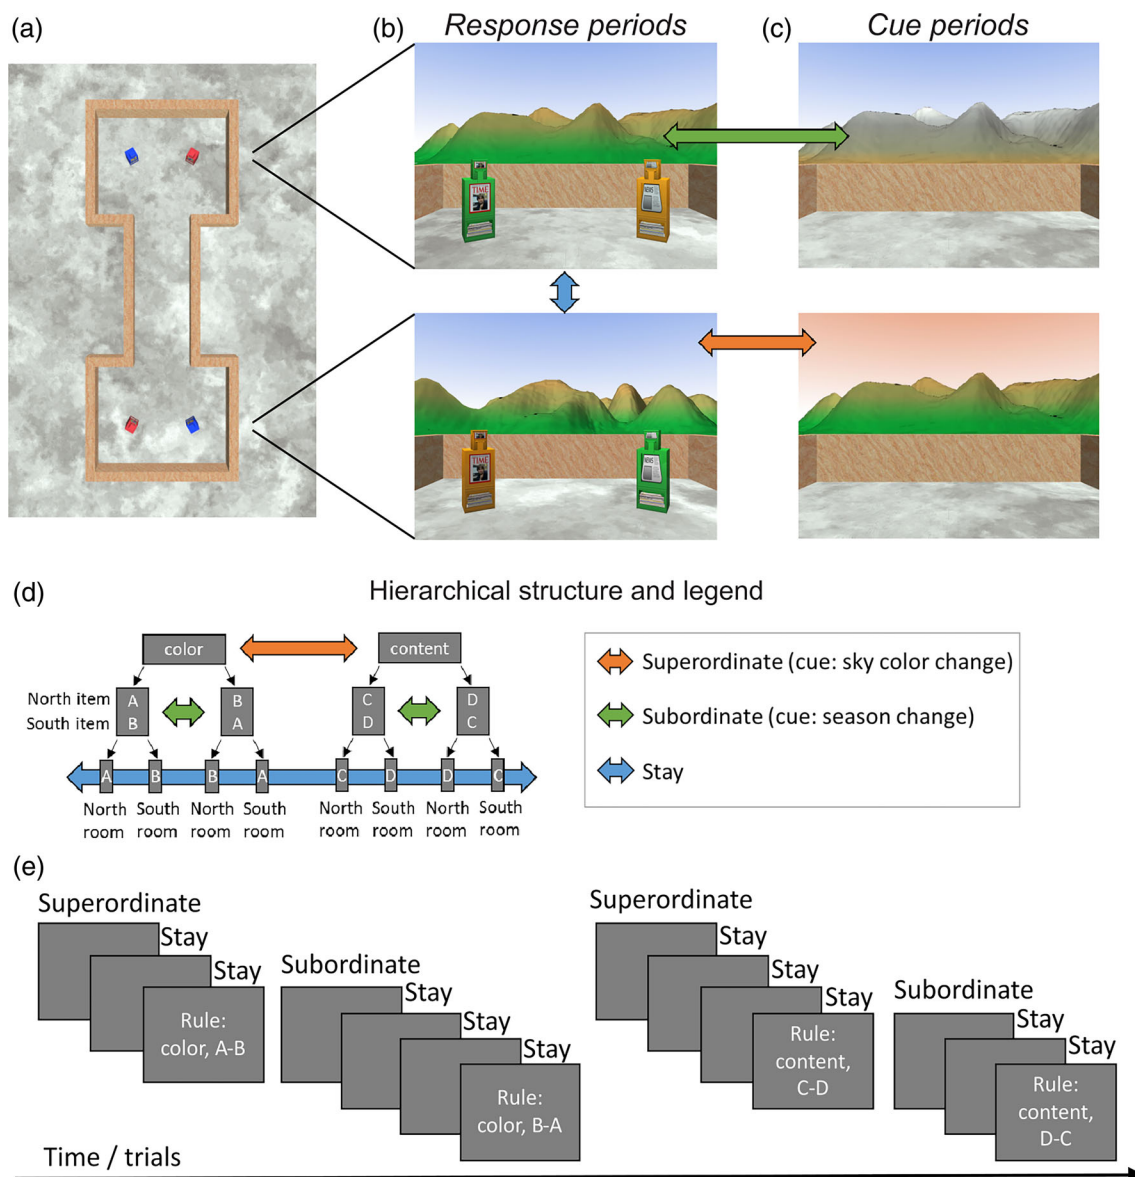 (a)
(b)
Response periods
(c)
Cue periods
TIME
NEWS
TIME
NEWS
(d)
Hierarchical structure and legend
color
content
North item
South item
A
B
B
A
C
D
D
C
A
B
B
A
C
D
D
C
North room
South room
North room
South room
North room
South room
North room
South room
Superordinate (cue: sky color change)
Subordinate (cue: season change)
Stay
(e)
Superordinate
Stay
Stay
Rule:
color, A-B
Subordinate
Stay
Stay
Stay
Rule:
color, B-A
Superordinate
Stay
Stay
Stay
Rule:
content,
C-D
Subordinate
Stay
Stay
Rule:
content,
D-C
Time / trials